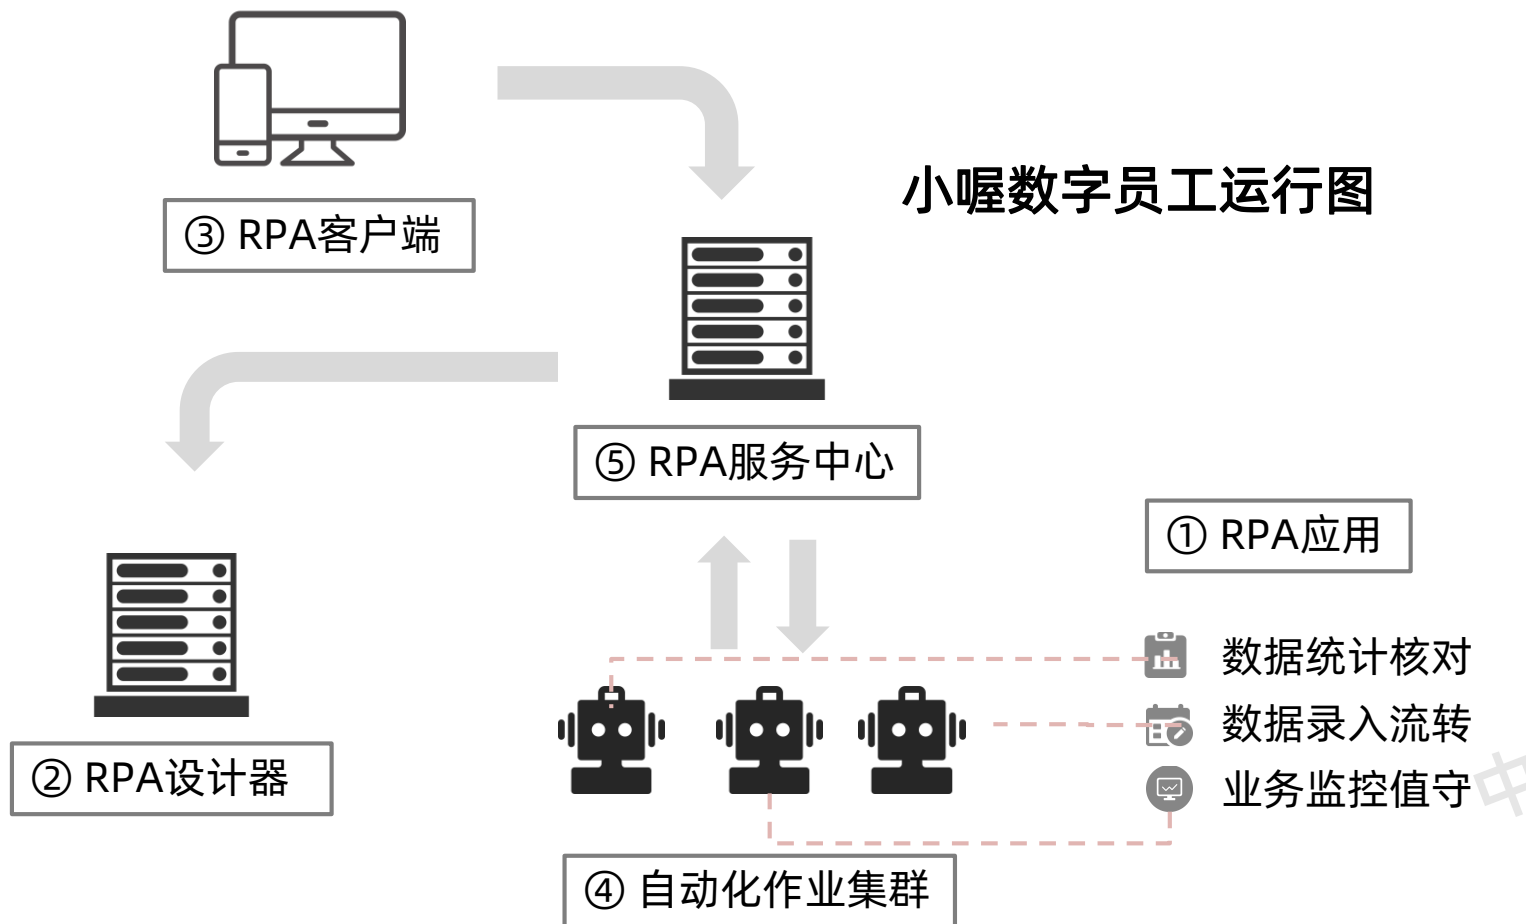 ③ RPA客户端
小喔数字员工运行图
⑤ RPA服务中心
① RPA应用
数据统计核对
数据录入流转
业务监控值守
② RPA设计器
④ 自动化作业集群
中